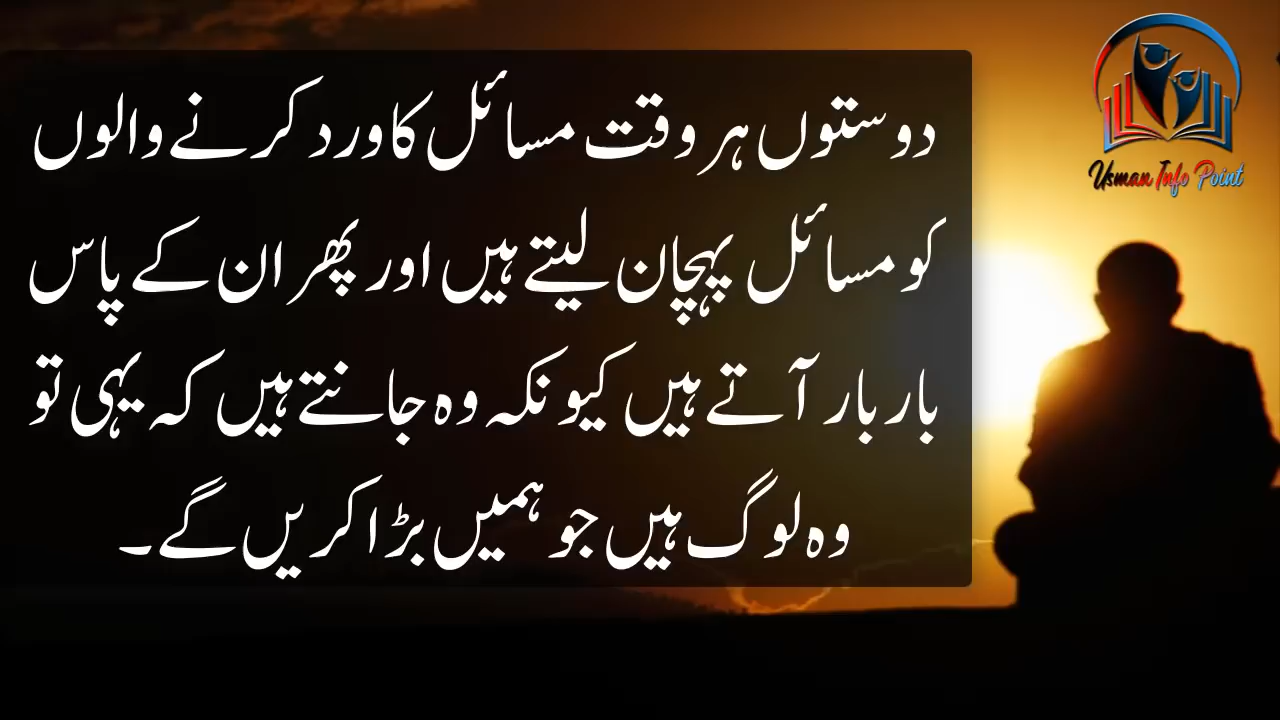 دوستوں ہر وقت مسائل کا ورد کرنے والوں
کو مسائل پہچان لیتے ہیں اور پھر ان کے پاس
بار بار آتے ہیں کیونکہ وہ جانتے ہیں کہ یہی تو
وہ لوگ ہیں جو ہمیں بڑا کریں گے۔
Usman Info Point